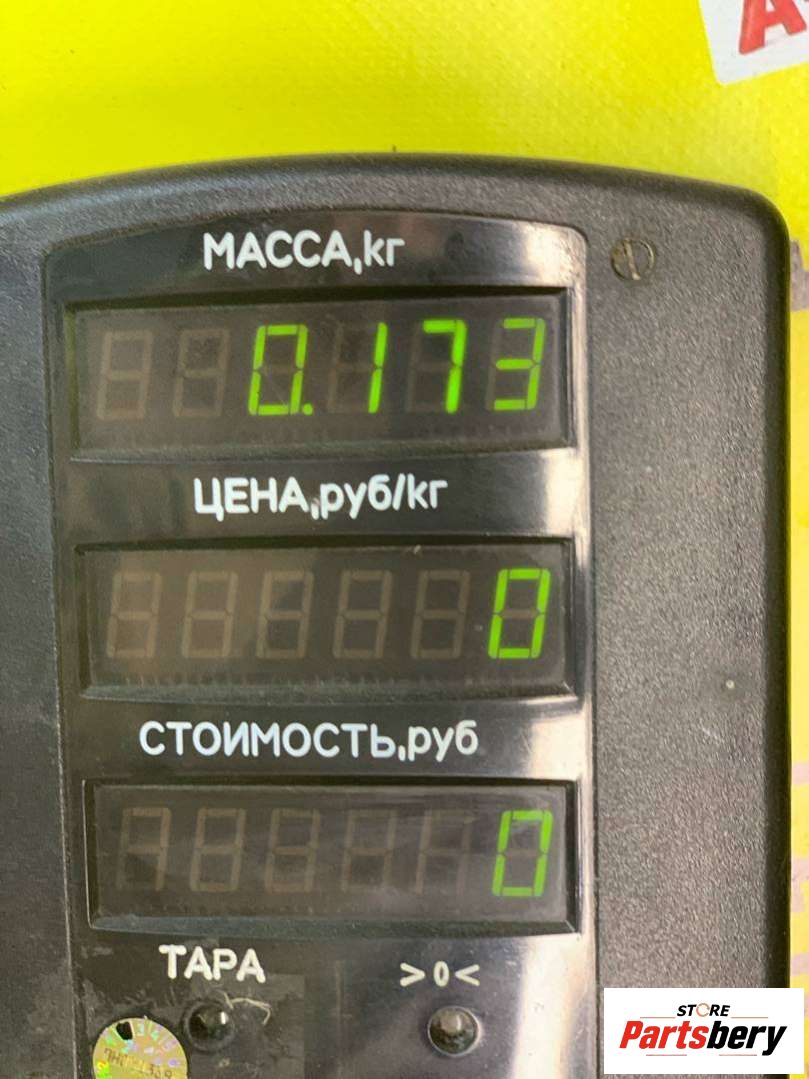 А
МАССА,кг
0.173
ЦЕНА,руб/кг
0
СТОИМОСТЬ,руб
0
ТАРА
>0<
STORE
Partsbery